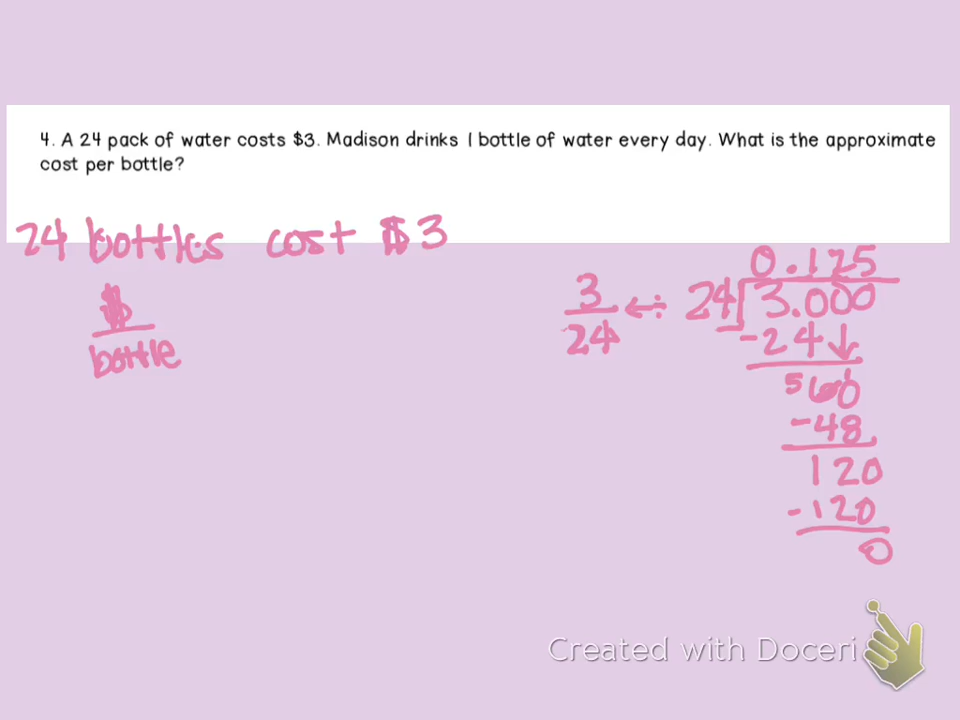 4. A 24 pack of water costs $3. Madison drinks 1 bottle of water every day. What is the approximate
cost per bottle?
24 bottles cost $3
$
bottle
3
24
÷
0.125
24 3.000
-24
60
-48
120
-120
0
Created with Doceri